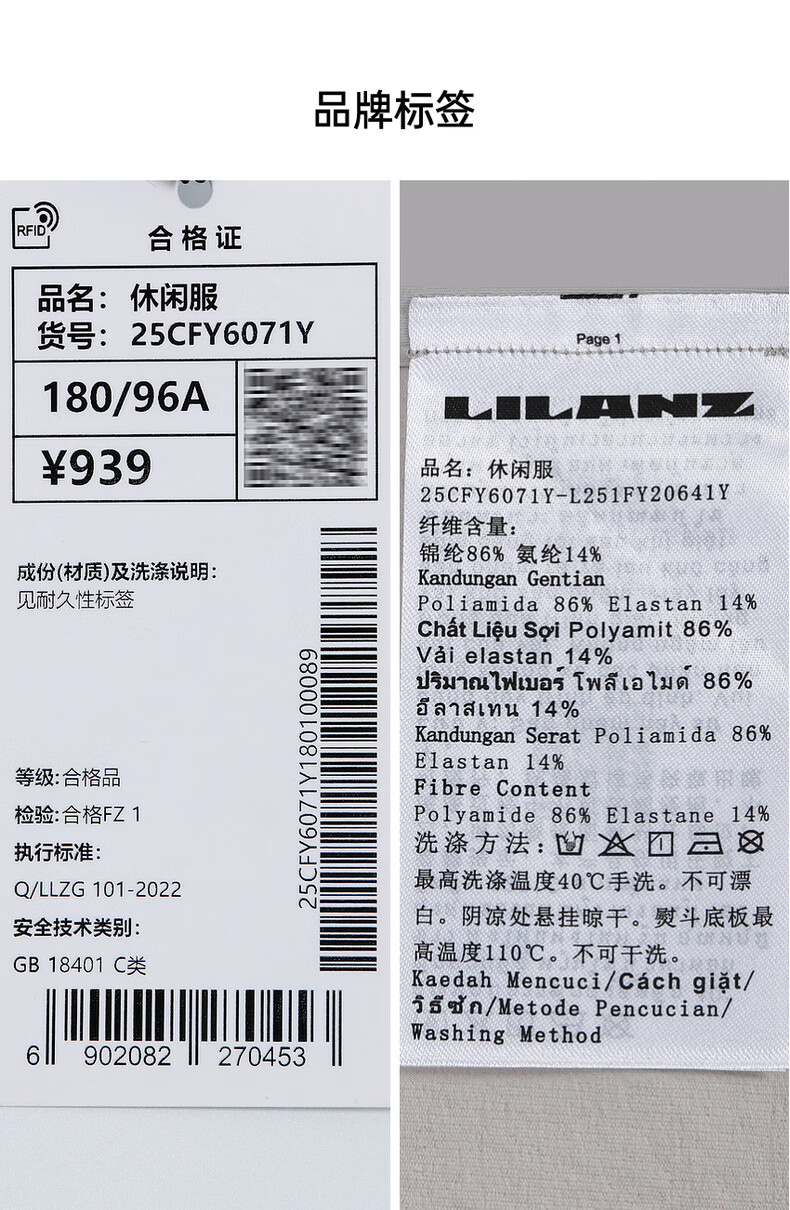 品牌标签
RFID
合格证
品名： 休闲服
货号： 25CFY6071Y
180/96A
¥939
成份(材质)及洗涤说明：
见耐久性标签
25CFY6071Y180100089
等级：合格品
检验：合格FZ 1
执行标准：
Q/LLZG 101-2022
安全技术类别：
GB 18401 C类
6 902082 270453
Page 1
LILANZ
品名：休闲服
25CFY6071Y-L251FY20641Y
纤维含量：
锦纶86% 氨纶14%
Kandungan Gentian
Poliamida 86% Elastan 14%
Chất Liệu Sợi Polyamit 86%
Vải elastan 14%
ปริมาณไฟเบอร์ โพลีเอไมด์ 86%
อีลาสเทน 14%
Kandungan Serat Poliamida 86%
Elastan 14%
Fibre Content
Polyamide 86% Elastane 14%
洗涤方法：
最高洗涤温度40℃手洗。不可漂
白。阴凉处悬挂晾干。熨斗底板最
高温度110℃。不可干洗。
Kaedah Mencuci/Cách giặt/
วิธีซัก/Metode Pencucian/
Washing Method